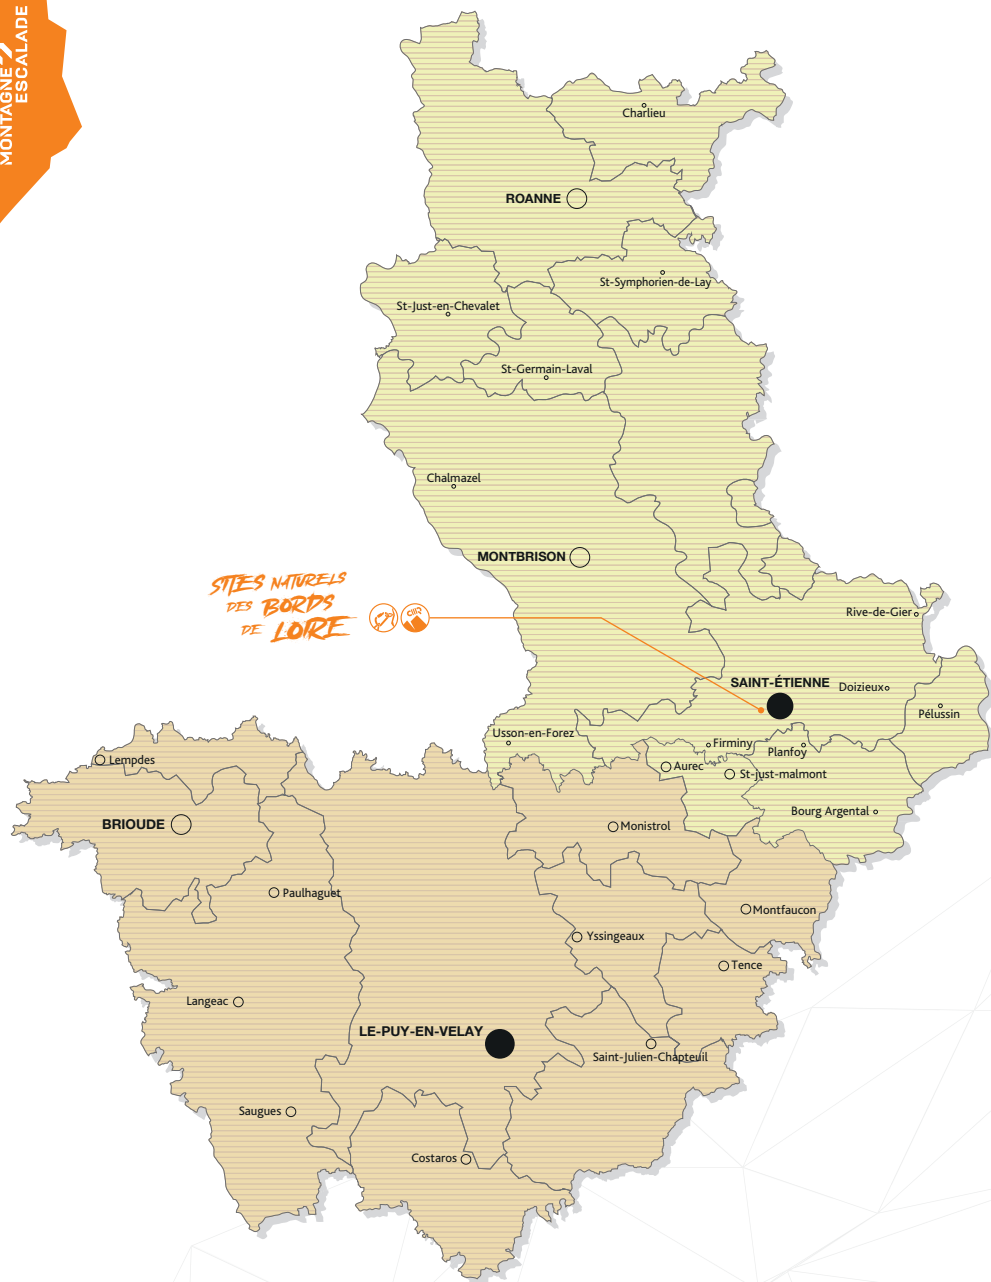 MONTAGNE
ESCALADE
Charlieu
ROANNE
St-Symphorien-de-Lay
St-Just-en-Chevalet
St-Germain-Laval
Chalmazel
MONTBRISON
SITES NATURELS
DES BORDS
DE LOIRE
Rive-de-Gier
SAINT-ÉTIENNE
Doizieux
Pélussin
Usson-en-Forez
Firminy
Planfoy
Lempdes
Aurec
St-just-malmont
Bourg Argental
BRIOUDE
Monistrol
Paulhaguet
Montfaucon
Yssingeaux
Tence
Langeac
LE-PUY-EN-VELAY
Saint-Julien-Chapteuil
Saugues
Costaros